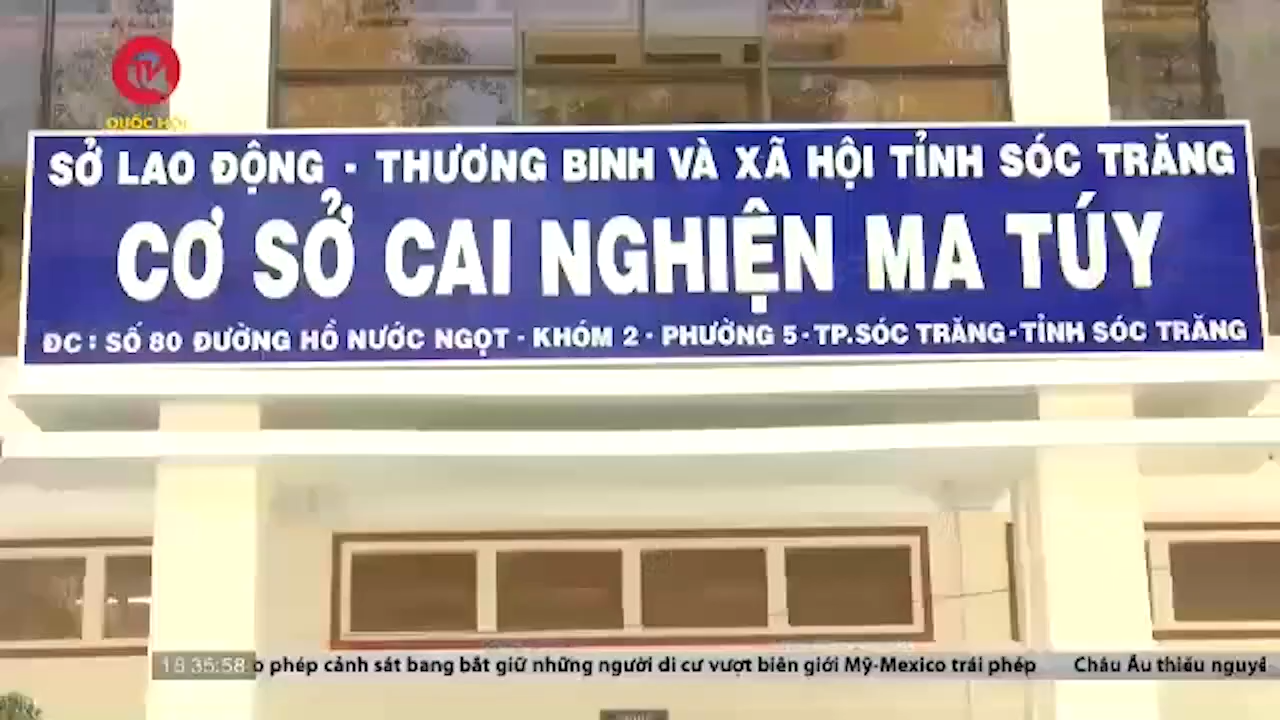 QUỐC HỘI
SỞ LAO ĐỘNG - THƯƠNG BINH VÀ XÃ HỘI TỈNH SÓC TRĂNG
CƠ SỞ CAI NGHIỆN MA TÚY
ĐC : SỐ 80 ĐƯỜNG HỒ NƯỚC NGỌT - KHÓM 2 - PHƯỜNG 5 - TP.SÓC TRĂNG - TỈNH SÓC TRĂNG
18:35:58 phép cảnh sát bang bắt giữ những người di cư vượt biên giới Mỹ-Mexico trái phép Châu Âu thiếu